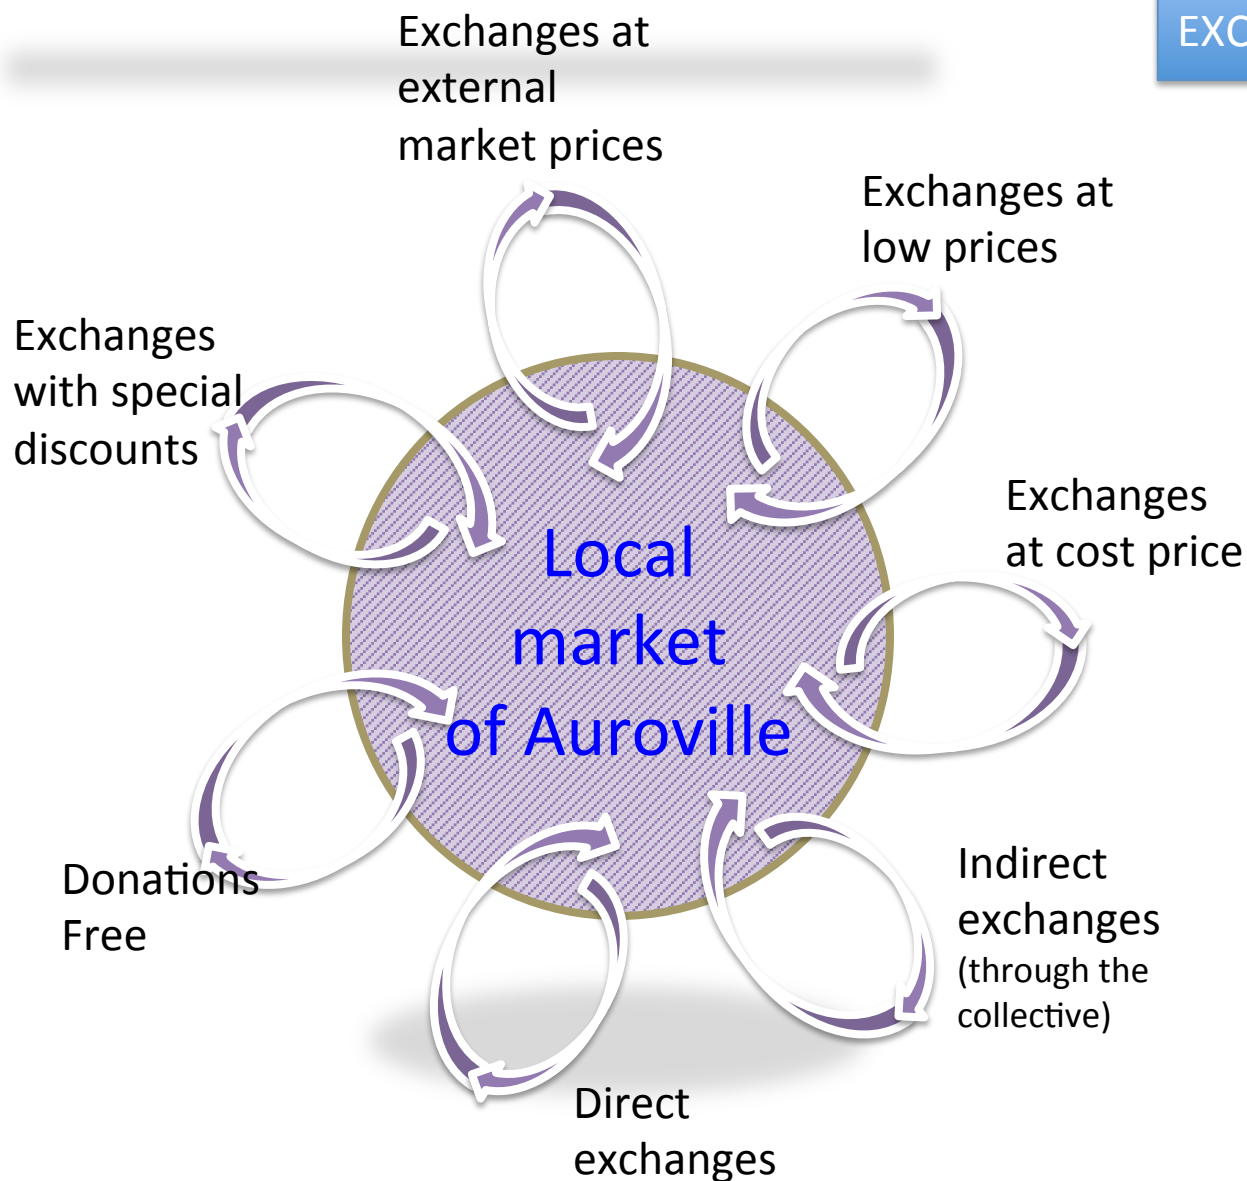 Exchanges at
external
market prices
EXC
Exchanges at
low prices
Exchanges
with special
discounts
Exchanges
at cost price
Local
market
of Auroville
Indirect
exchanges
(through the
collective)
Donations
Free
Direct
exchanges